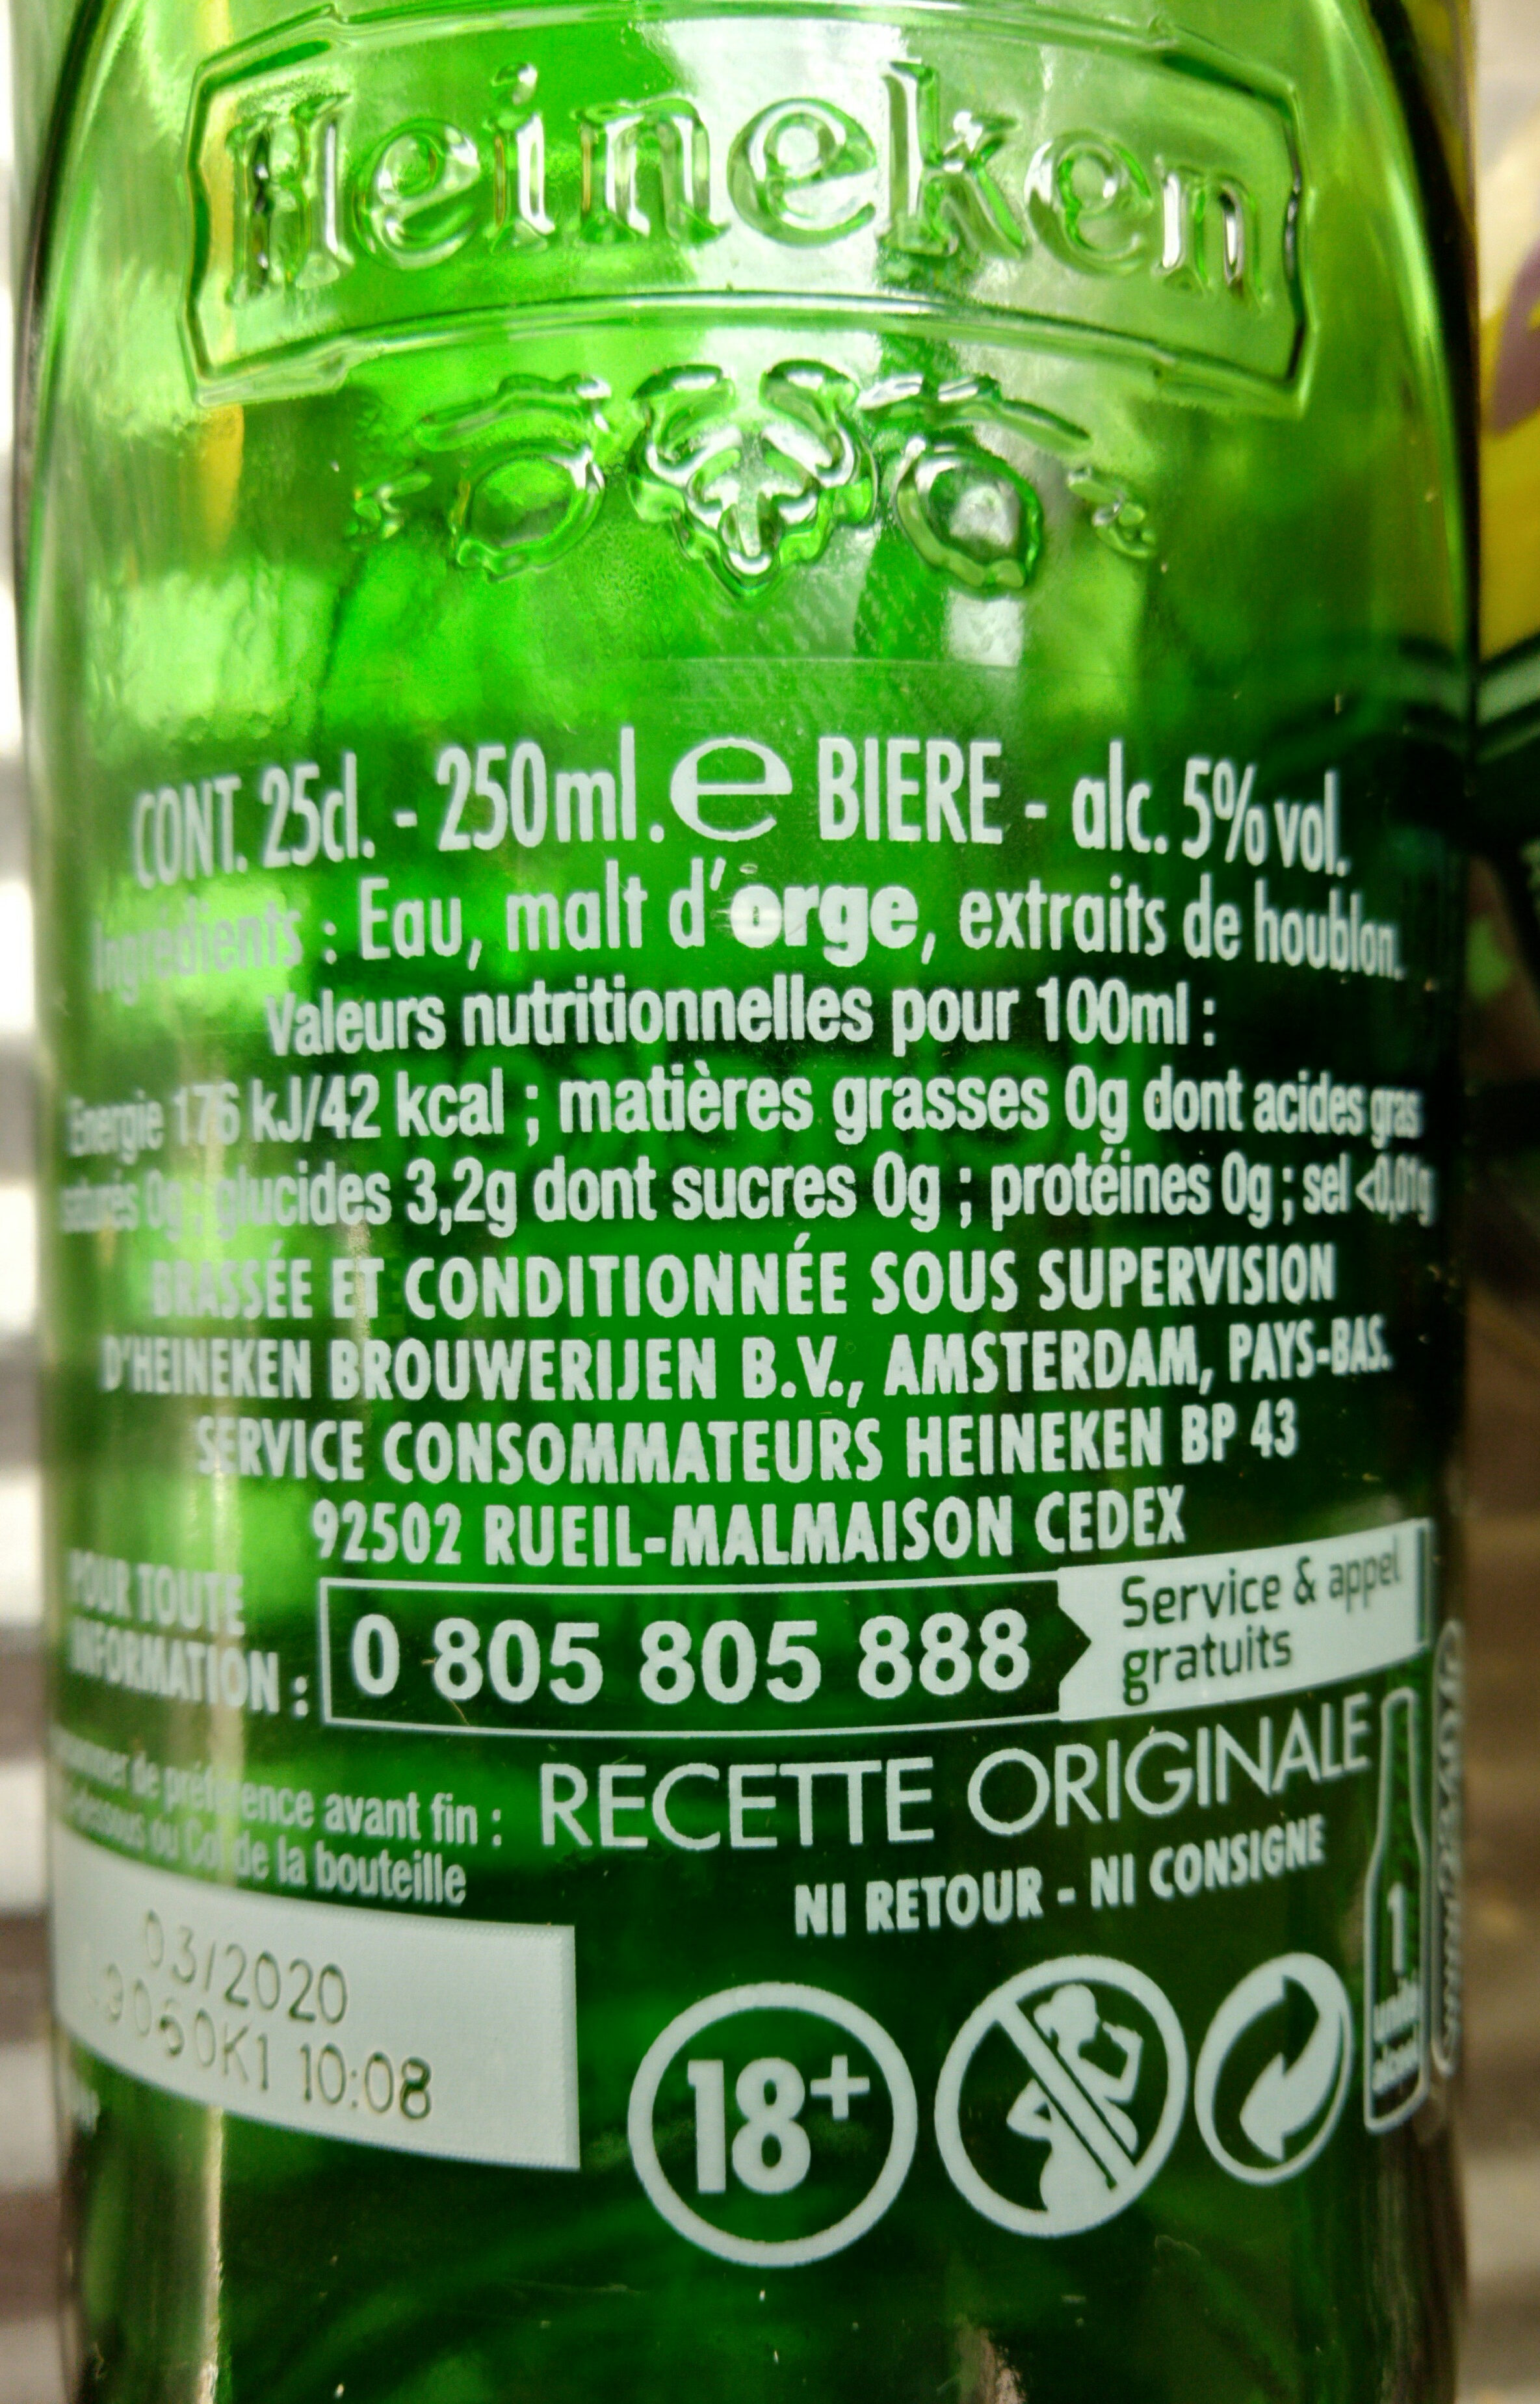 Heineken
CONT. 25cl. - 250ml. e BIERE - alc. 5% vol.
Ingrédients : Eau, malt d'orge, extraits de houblon.
Valeurs nutritionnelles pour 100ml :
Energie 176 kJ/42 kcal ; matières grasses 0g dont acides gras
saturés 0g ; glucides 3,2g dont sucres 0g ; protéines 0g ; sel <0,01g
BRASSÉE ET CONDITIONNÉE SOUS SUPERVISION
D'HEINEKEN BROUWERIJEN B.V., AMSTERDAM, PAYS-BAS.
SERVICE CONSOMMATEURS HEINEKEN BP 43
92502 RUEIL-MALMAISON CEDEX
POUR TOUTE
INFORMATION :
0 805 805 888
Service & appel
gratuits
de préférence avant fin :
ou Col de la bouteille
RECETTE ORIGINALE
NI RETOUR - NI CONSIGNE
03/2020
10:08
18+
1
unité
alcool